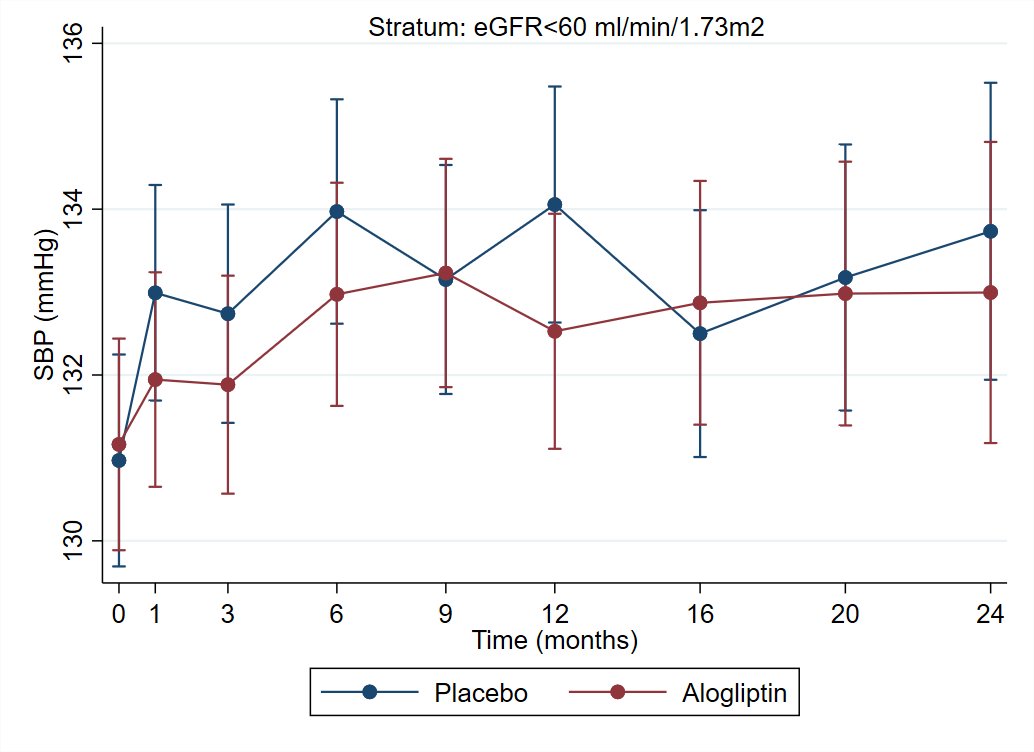 Stratum: eGFR<60 ml/min/1.73m2
136
134
132
130
SBP (mmHg)
0 1 3 6 9 12 16 20 24
Time (months)
Placebo Alogliptin